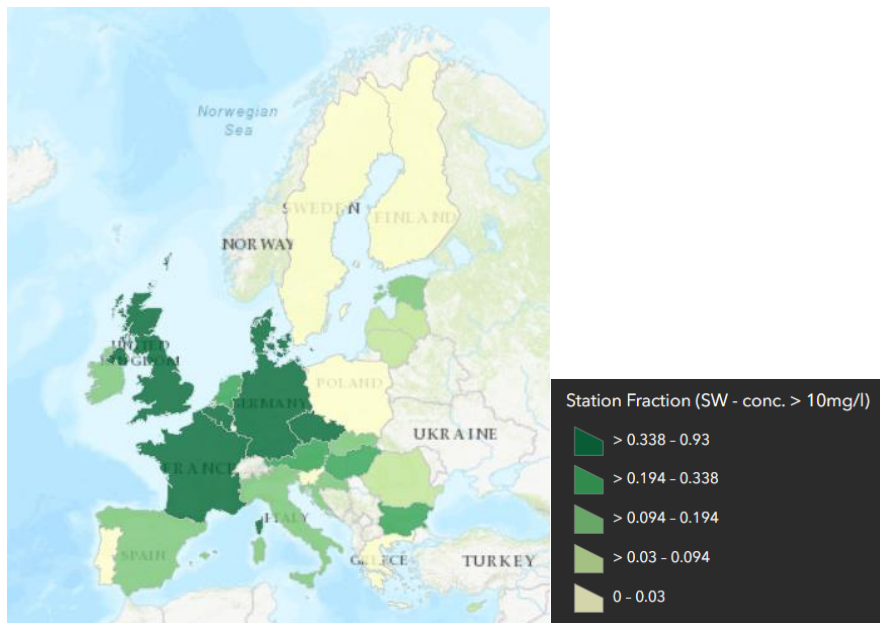 Norwegian
Sea
SWEDEN
FINLAND
NORWAY
UNITED
KINGDOM
POLAND
GERMANY
UKRAINE
FRANCE
ITALY
SPAIN
GREECE
TURKEY
Station Fraction (SW - conc. > 10mg/l)
> 0.338 - 0.93
> 0.194 - 0.338
> 0.094 - 0.194
> 0.03 - 0.094
0 - 0.03